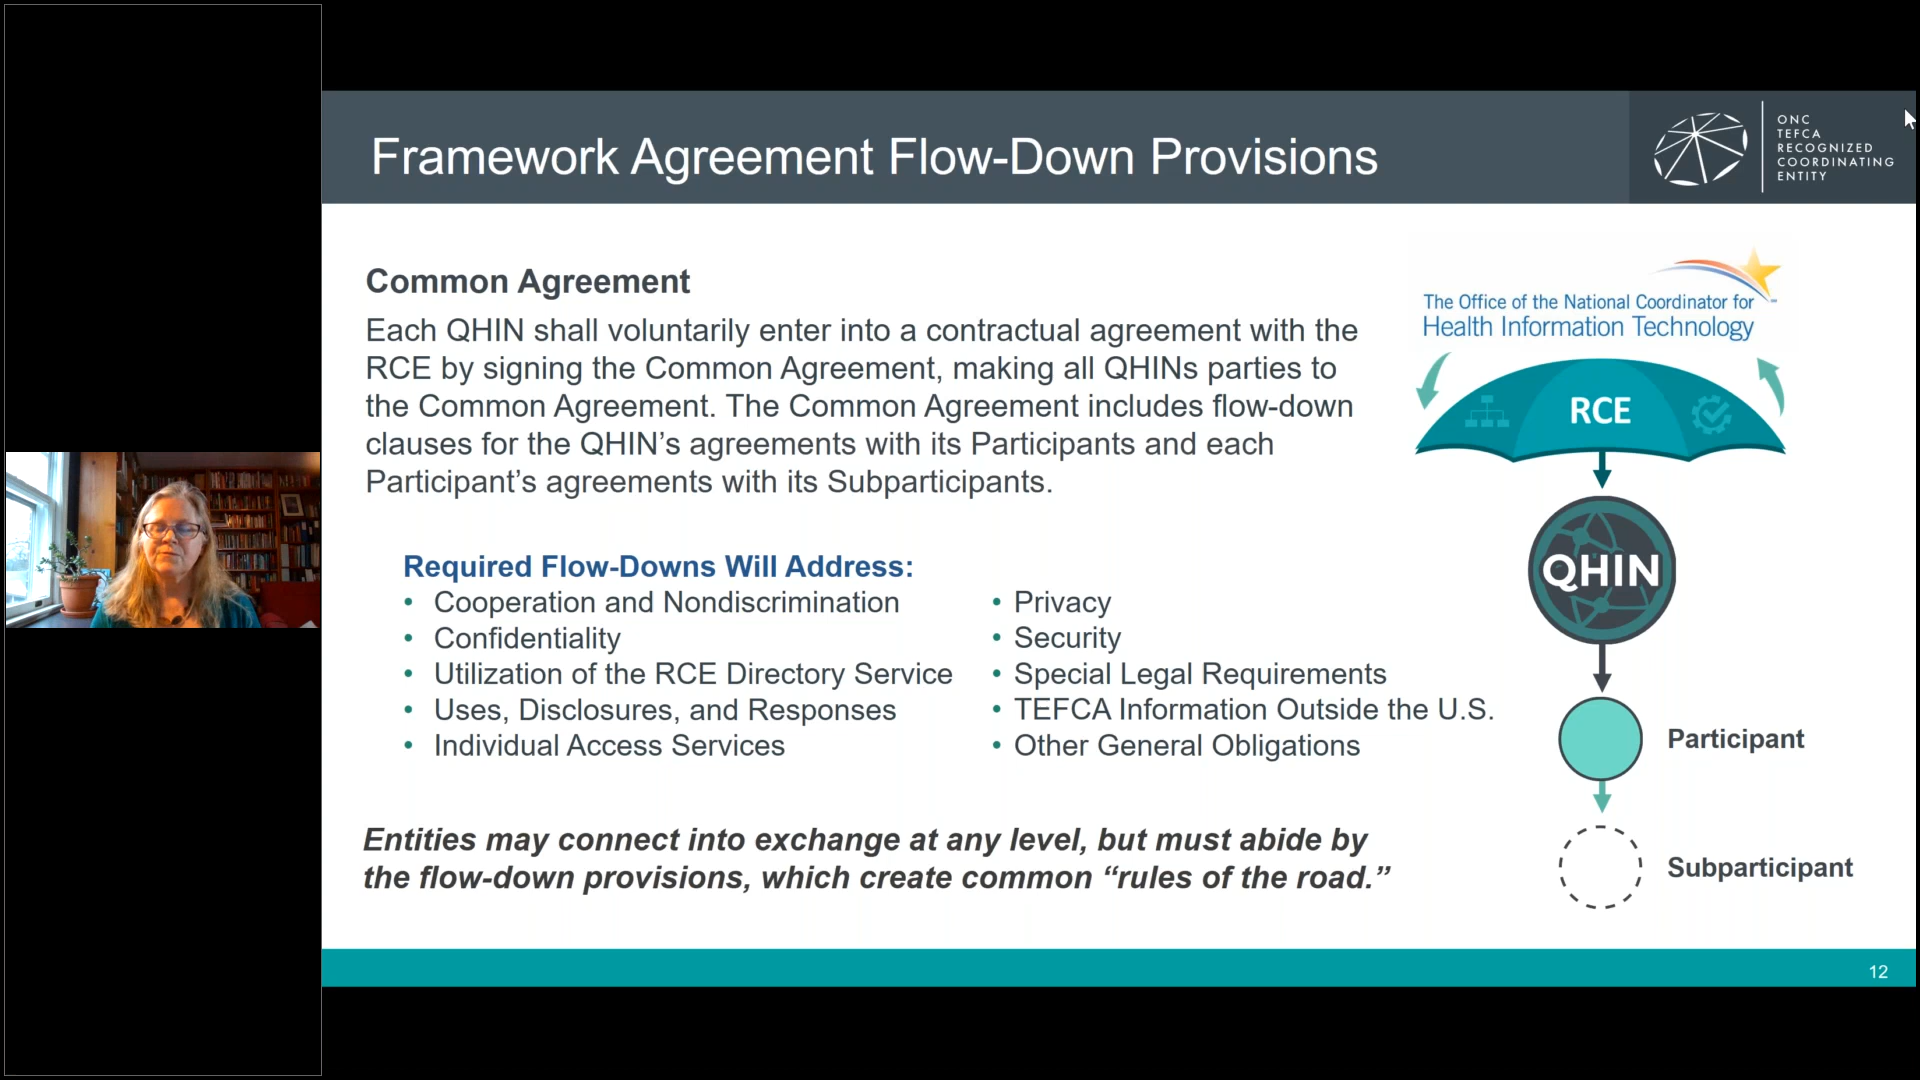 Framework Agreement Flow-Down Provisions
ONC
TEFCA
RECOGNIZED
COORDINATING
ENTITY
Common Agreement
Each QHIN shall voluntarily enter into a contractual agreement with the
RCE by signing the Common Agreement, making all QHINs parties to
the Common Agreement. The Common Agreement includes flow-down
clauses for the QHIN’s agreements with its Participants and each
Participant’s agreements with its Subparticipants.
Required Flow-Downs Will Address:
• Cooperation and Nondiscrimination
• Confidentiality
• Utilization of the RCE Directory Service
• Uses, Disclosures, and Responses
• Individual Access Services
• Privacy
• Security
• Special Legal Requirements
• TEFCA Information Outside the U.S.
• Other General Obligations
Entities may connect into exchange at any level, but must abide by
the flow-down provisions, which create common “rules of the road.”
The Office of the National Coordinator for
Health Information Technology
RCE
QHIN
Participant
Subparticipant
12